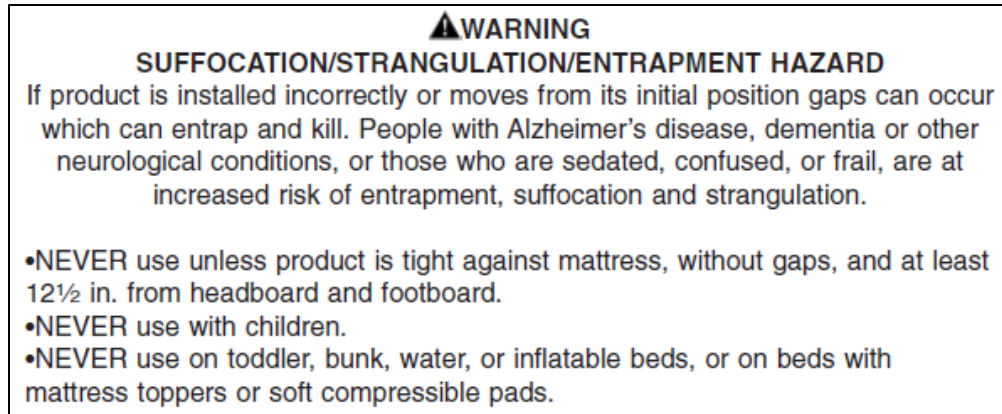 ⚠WARNING
SUFFOCATION/STRANGULATION/ENTRAPMENT HAZARD
If product is installed incorrectly or moves from its initial position gaps can occur
which can entrap and kill. People with Alzheimer's disease, dementia or other
neurological conditions, or those who are sedated, confused, or frail, are at
increased risk of entrapment, suffocation and strangulation.
•NEVER use unless product is tight against mattress, without gaps, and at least
12½ in. from headboard and footboard.
•NEVER use with children.
•NEVER use on toddler, bunk, water, or inflatable beds, or on beds with
mattress toppers or soft compressible pads.